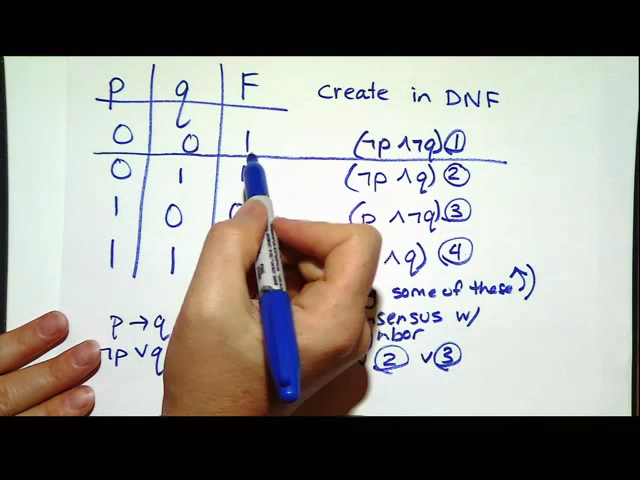 p q F create in DNF
0 0 1 (¬p ∧ ¬q) ①
0 1 (¬p ∧ q) ②
1 0 0 (p ∧ ¬q) ③
1 1 ∧ q) ④
some of these ↗)
p → q sensus w/
¬p ∨ q nbor
② ∨ ③